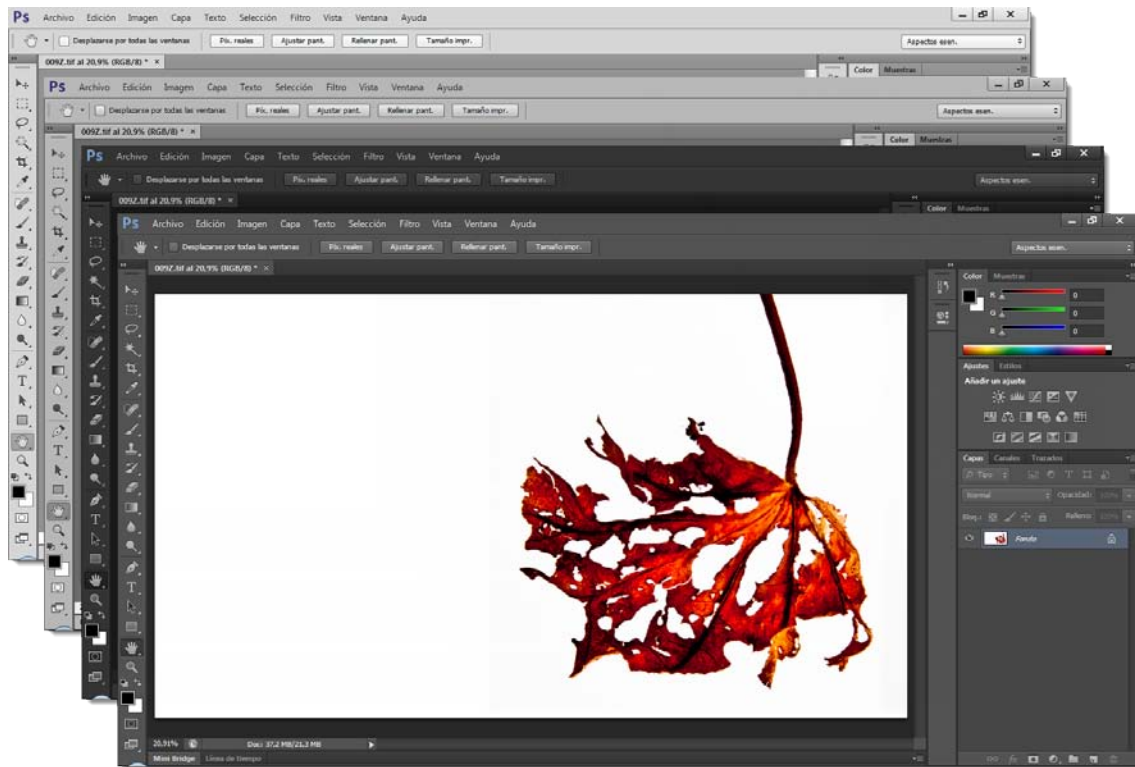 Ps Archivo Edición Imagen Capa Texto Selección Filtro Vista Ventana Ayuda
Desplazarse por todas las ventanas Píx. reales Ajustar pant. Rellenar pant. Tamaño impr. Aspectos esen.
009Z.tif al 20,9% (RGB/8) * ×
Color Muestras
Ps Archivo Edición Imagen Capa Texto Selección Filtro Vista Ventana Ayuda
Desplazarse por todas las ventanas Píx. reales Ajustar pant. Rellenar pant. Tamaño impr. Aspectos esen.
009Z.tif al 20,9% (RGB/8) * ×
Color Muestras
Ps Archivo Edición Imagen Capa Texto Selección Filtro Vista Ventana Ayuda
Desplazarse por todas las ventanas Píx. reales Ajustar pant. Rellenar pant. Tamaño impr. Aspectos esen.
009Z.tif al 20,9% (RGB/8) * ×
Color Muestras
Ps Archivo Edición Imagen Capa Texto Selección Filtro Vista Ventana Ayuda
Desplazarse por todas las ventanas Píx. reales Ajustar pant. Rellenar pant. Tamaño impr. Aspectos esen.
009Z.tif al 20,9% (RGB/8) * ×
Color Muestras
0
G 0
B 0
Ajustes Estilos
Añadir un ajuste
Capas Canales Trazados
Tipo
Normal Opacidad: 100%
Bloq.: Relleno: 100%
Fondo
20,91% Doc: 37,2 MB/21,3 MB
Mini Bridge Línea de tiempo